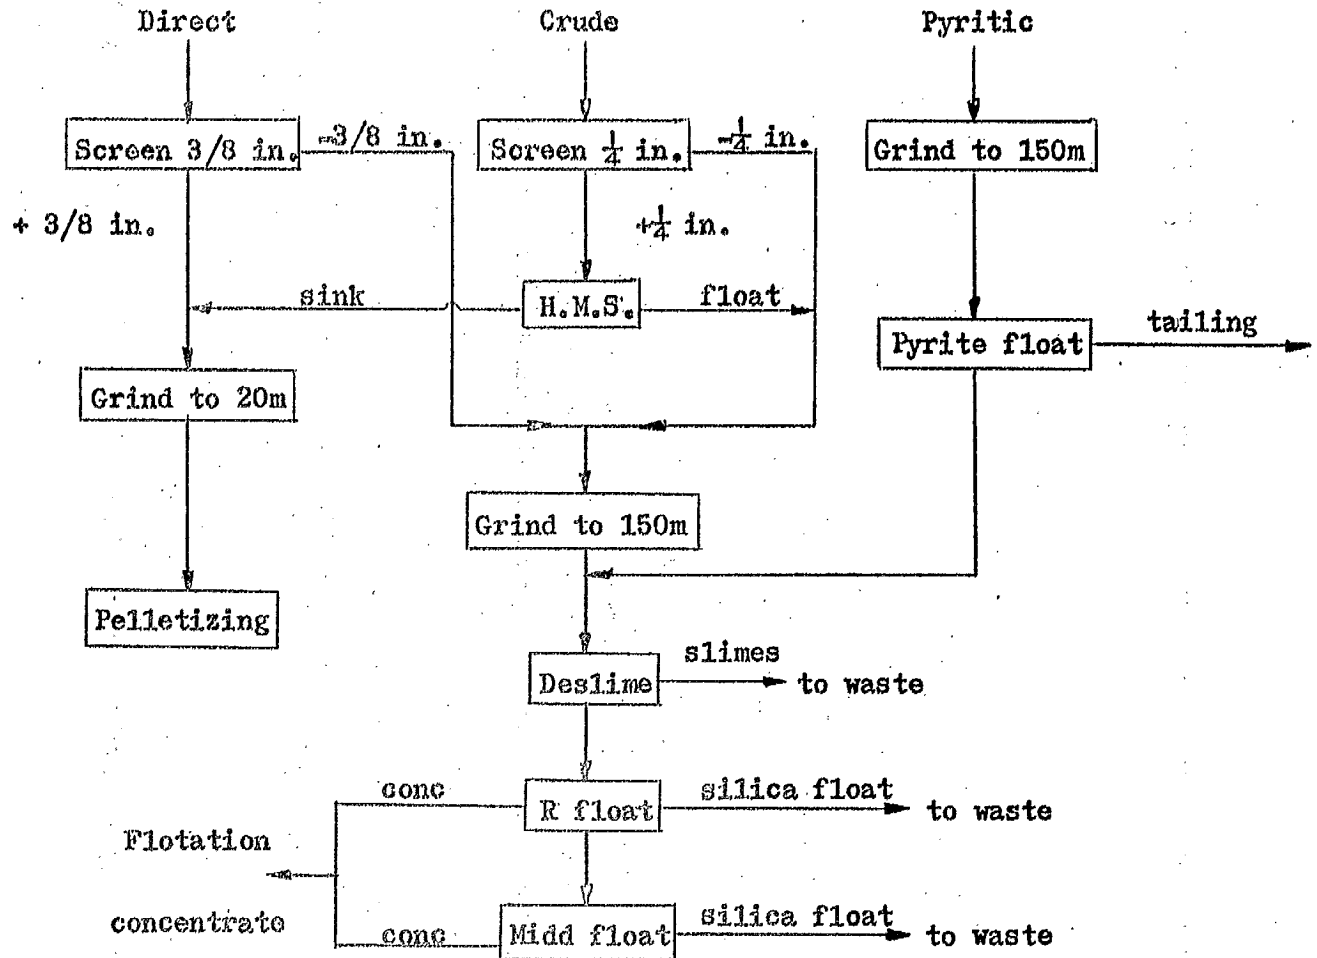 Direct
Crude
Pyritic
Screen 3/8 in.
-3/8 in.
Screen 1/4 in.
-1/4 in.
Grind to 150m
+ 3/8 in.
+1/4 in.
sink
H.M.S.
float
Pyrite float
tailing
Grind to 20m
Grind to 150m
Pelletizing
Deslime
slimes
to waste
conc
R float
silica float
to waste
Flotation
concentrate
conc
Midd float
silica float
to waste